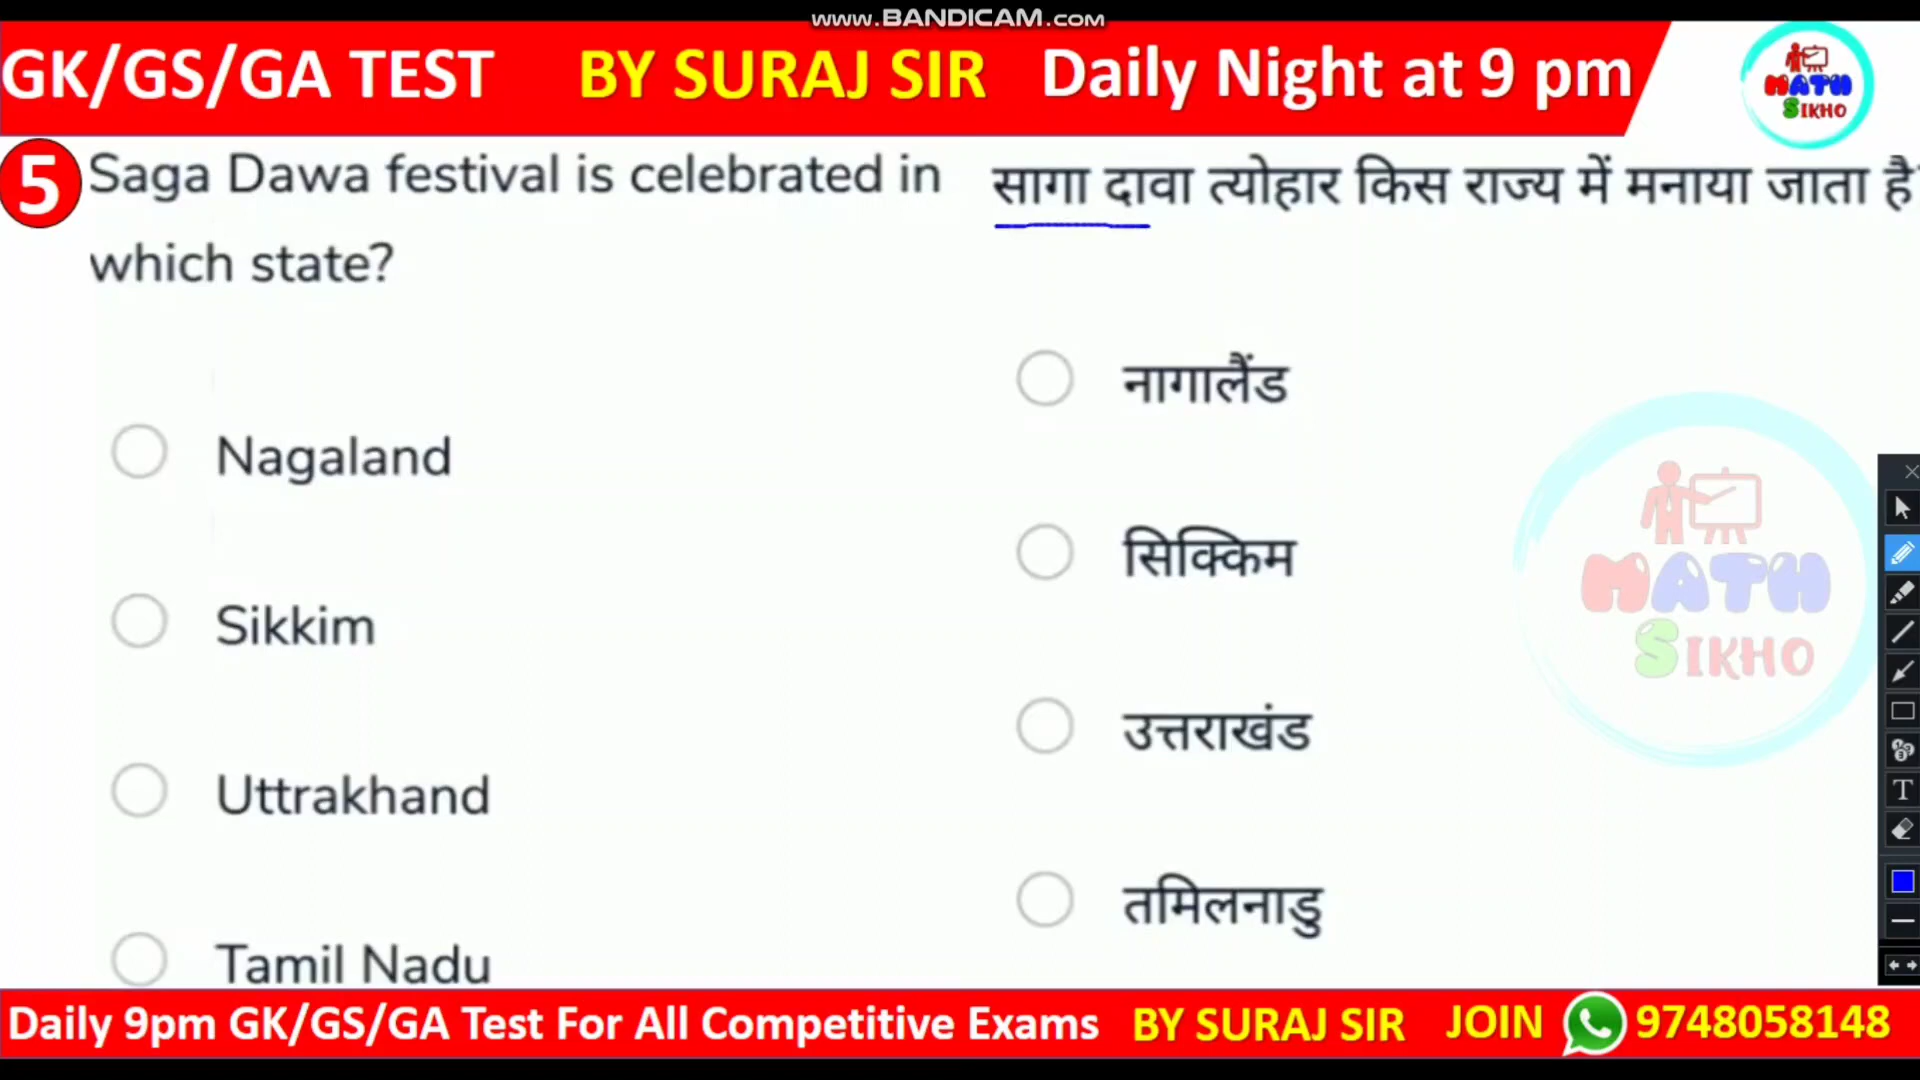 www.BANDICAM.com
GK/GS/GA TEST BY SURAJ SIR Daily Night at 9 pm
MATH
SIKHO
5 Saga Dawa festival is celebrated in
which state?
Nagaland
Sikkim
Uttrakhand
Tamil Nadu
सागा दावा त्योहार किस राज्य में मनाया जाता है
नागालैंड
सिक्किम
उत्तराखंड
तमिलनाडु
MATH
SIKHO
T
Daily 9pm GK/GS/GA Test For All Competitive Exams BY SURAJ SIR JOIN 9748058148